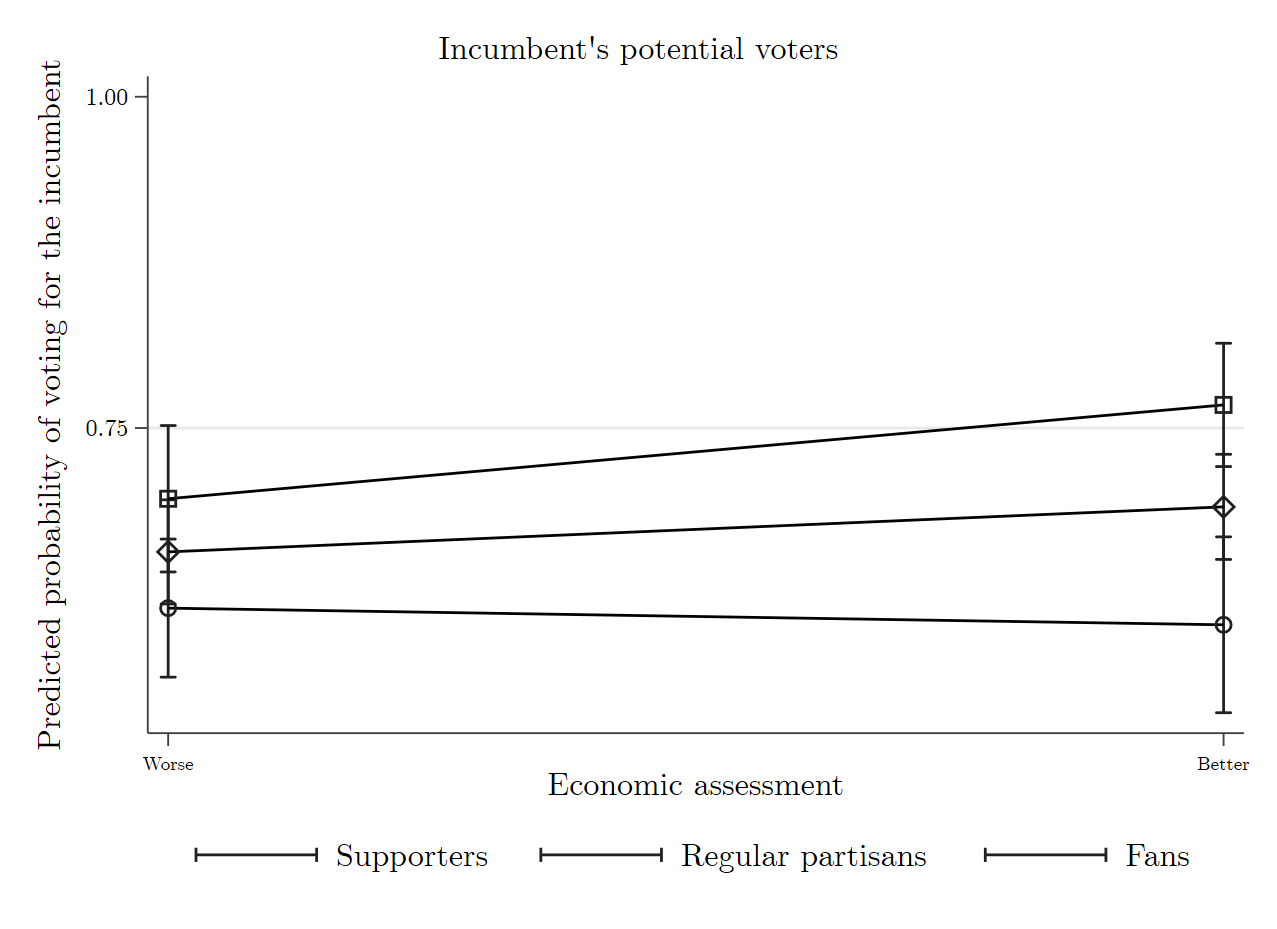 Incumbent's potential voters
Predicted probability of voting for the incumbent
1.00
0.75
Worse
Better
Economic assessment
Supporters
Regular partisans
Fans